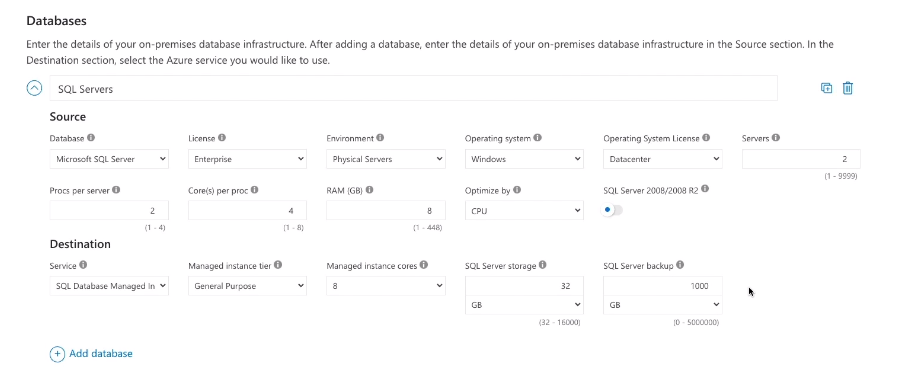 Databases
Enter the details of your on-premises database infrastructure. After adding a database, enter the details of your on-premises database infrastructure in the Source section. In the
Destination section, select the Azure service you would like to use.
SQL Servers
Source
Database License Environment Operating system Operating System License Servers
Microsoft SQL Server Enterprise Physical Servers Windows Datacenter 2
(1 - 9999)
Procs per server Core(s) per proc RAM (GB) Optimize by SQL Server 2008/2008 R2
2 4 8 CPU
(1 - 4) (1 - 8) (1 - 448)
Destination
Service Managed instance tier Managed instance cores SQL Server storage SQL Server backup
SQL Database Managed In General Purpose 8 32 1000
GB GB
(32 - 16000) (0 - 5000000)
Add database